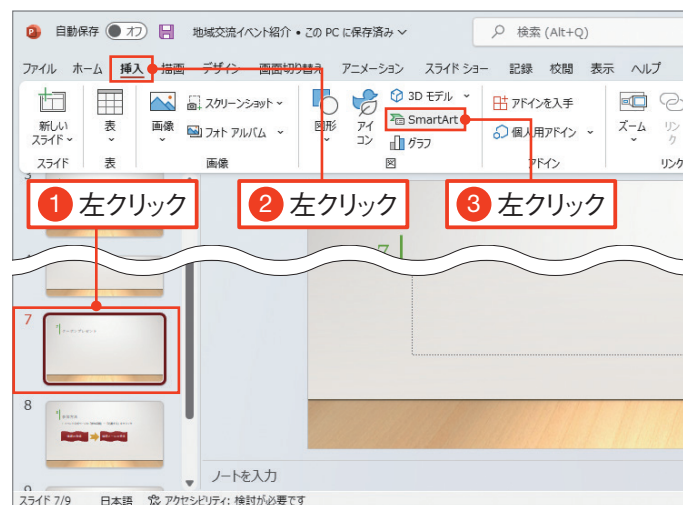 自動保存 オフ 地域交流イベント紹介 • この PC に保存済み 検索 (Alt+Q)
ファイル ホーム 挿入 描画 デザイン 画面切り替え アニメーション スライド ショー 記録 校閲 表示 ヘルプ
新しい スライド
表
画像
スクリーンショット
フォト アルバム
図形
アイコン
3D モデル
SmartArt
グラフ
アドインを入手
個人用アドイン
ズーム
リンク
スライド 表 画像 図 アドイン リンク
1 左クリック 2 左クリック 3 左クリック
7
7
8
9
ノートを入力
スライド 7/9 日本語 アクセシビリティ: 検討が必要です